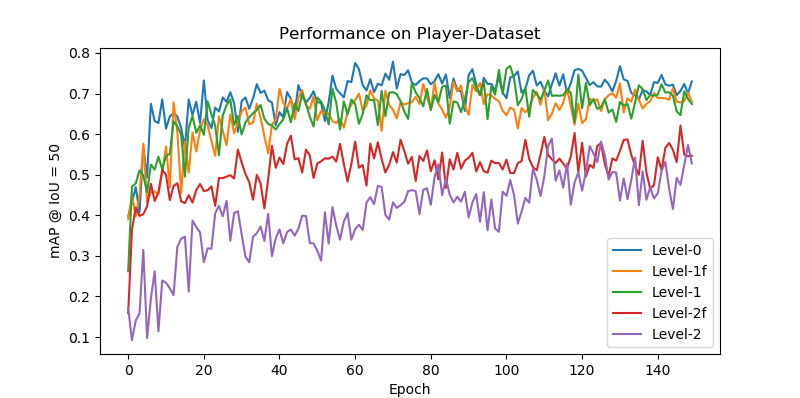 Performance on Player-Dataset
mAP @ IoU = 50
0.8
0.7
0.6
0.5
0.4
0.3
0.2
0.1
0 20 40 60 80 100 120 140
Epoch
Level-0
Level-1f
Level-1
Level-2f
Level-2